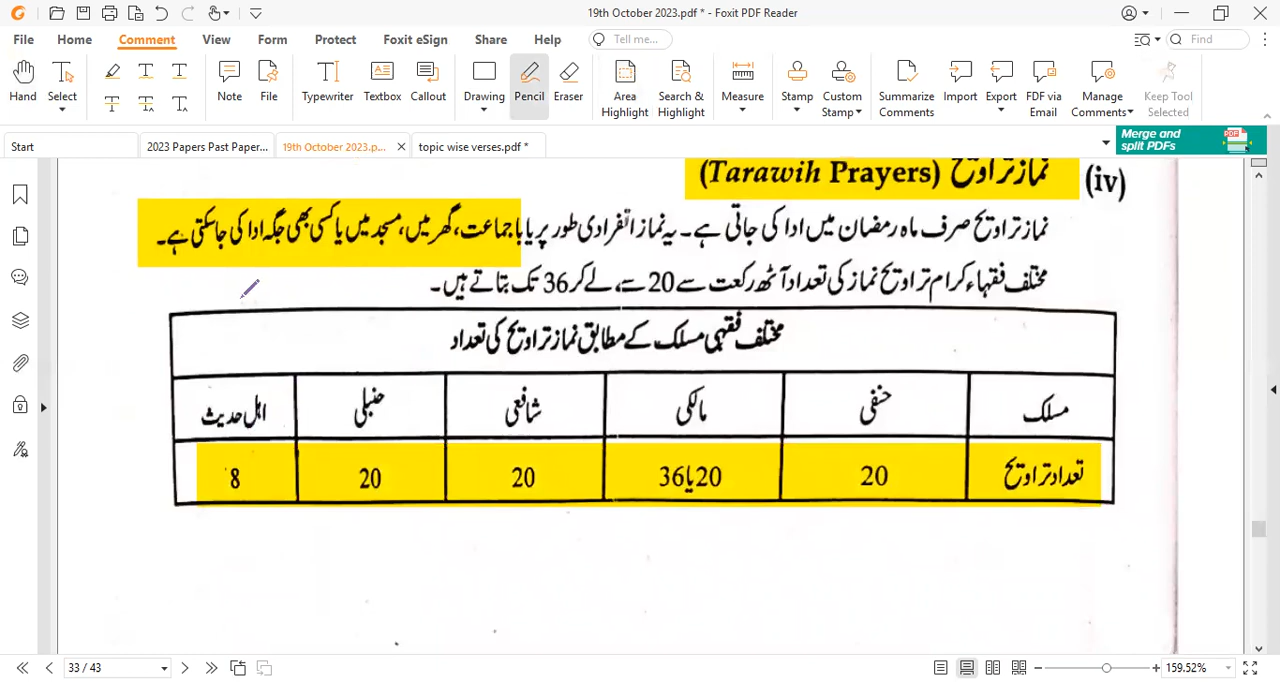 19th October 2023.pdf * - Foxit PDF Reader
File Home Comment View Form Protect Foxit eSign Share Help Tell me... Find
Hand Select Note File Typewriter Textbox Callout Drawing Pencil Eraser Area Highlight Search & Highlight Measure Stamp Custom Stamp Summarize Comments Import Export FDF via Email Manage Comments Keep Tool Selected
Start 2023 Papers Past Paper... 19th October 2023.p... topic wise verses.pdf * Merge and split PDFs
(iv) نماز تراویح (Tarawih Prayers)
نماز تراویح صرف ماہ رمضان میں ادا کی جاتی ہے۔ یہ نماز انفرادی طور پر یا با جماعت، گھر میں، مسجد میں یا کسی بھی جگہ ادا کی جا سکتی ہے۔
مختلف فقہاء کرام تراویح نماز کی تعداد آٹھ رکعت سے 20 سے، لے کر 36 تک بتاتے ہیں۔
مختلف فقہی مسلک کے مطابق نماز تراویح کی تعداد
مسلک حنفی مالکی شافعی حنبلی اہل حدیث
تعداد تراویح 20 20 یا 36 20 20 8
33 / 43 159.52%